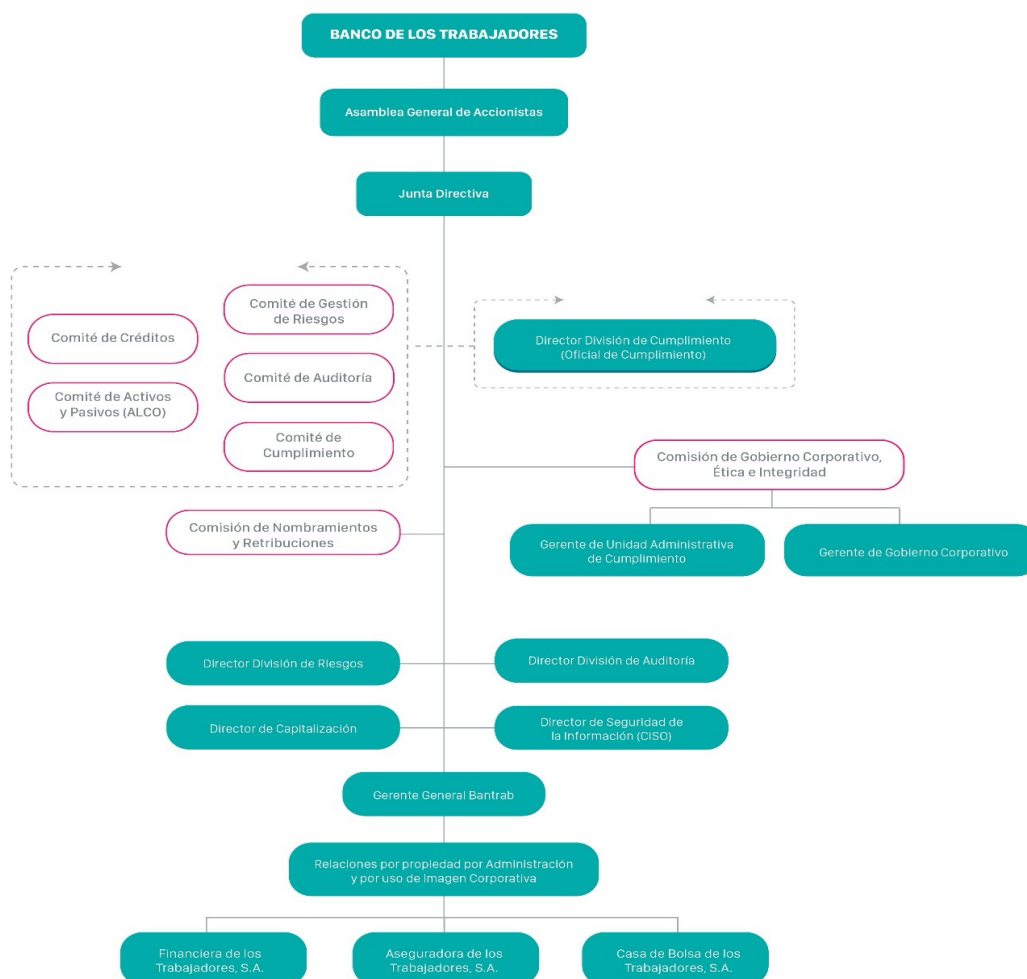 BANCO DE LOS TRABAJADORES
Asamblea General de Accionistas
Junta Directiva
Comité de Créditos
Comité de Activos
y Pasivos (ALCO)
Comité de Gestión
de Riesgos
Comité de Auditoría
Comité de
Cumplimiento
Director División de Cumplimiento
(Oficial de Cumplimiento)
Comisión de Gobierno Corporativo,
Ética e Integridad
Comisión de Nombramientos
y Retribuciones
Gerente de Unidad Administrativa
de Cumplimiento
Gerente de Gobierno Corporativo
Director División de Riesgos
Director División de Auditoría
Director de Capitalización
Director de Seguridad de
la Información (CISO)
Gerente General Bantrab
Relaciones por propiedad por Administración
y por uso de Imagen Corporativa
Financiera de los
Trabajadores, S.A.
Aseguradora de los
Trabajadores, S.A.
Casa de Bolsa de los
Trabajadores, S.A.